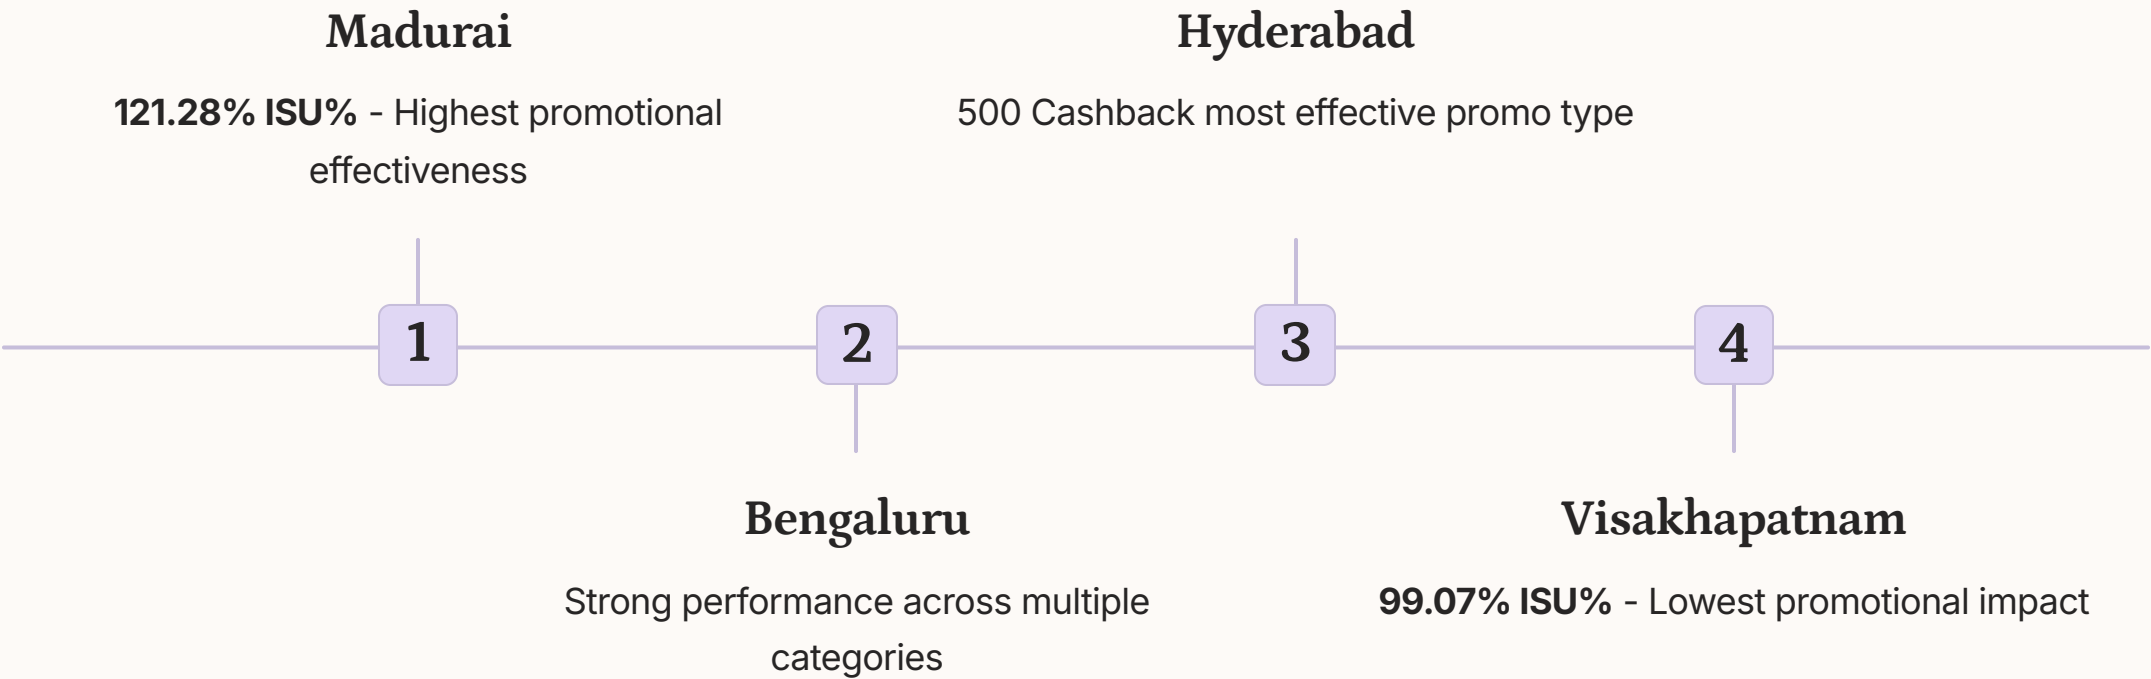 Madurai
121.28% ISU% - Highest promotional
effectiveness
Hyderabad
500 Cashback most effective promo type
1
2
3
4
Bengaluru
Strong performance across multiple
categories
Visakhapatnam
99.07% ISU% - Lowest promotional impact